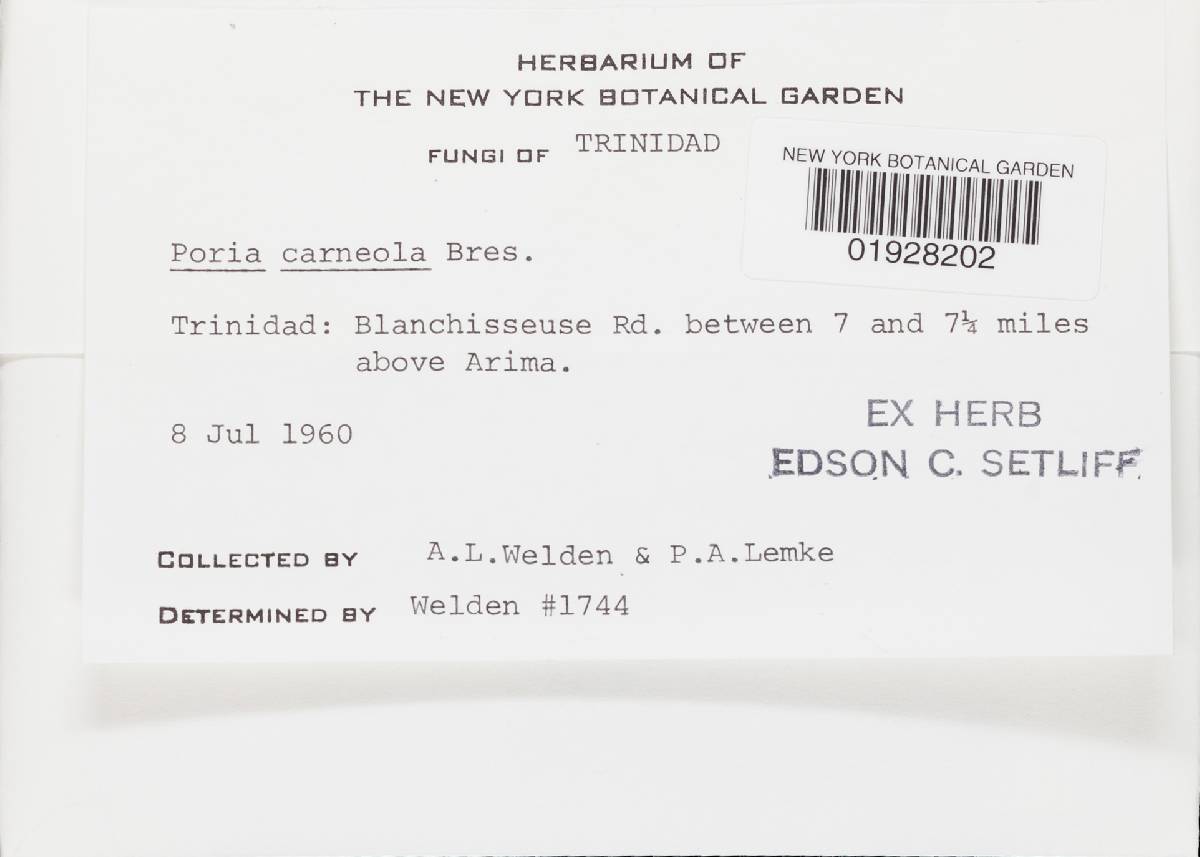 HERBARIUM OF
THE NEW YORK BOTANICAL GARDEN
FUNGI OF TRINIDAD
NEW YORK BOTANICAL GARDEN
01928202
Poria carneola Bres.
Trinidad: Blanchisseuse Rd. between 7 and 7¼ miles
above Arima.
8 Jul 1960
EX HERB
EDSON C. SETLIFF
COLLECTED BY A.L.Welden & P.A.Lemke
DETERMINED BY Welden #1744